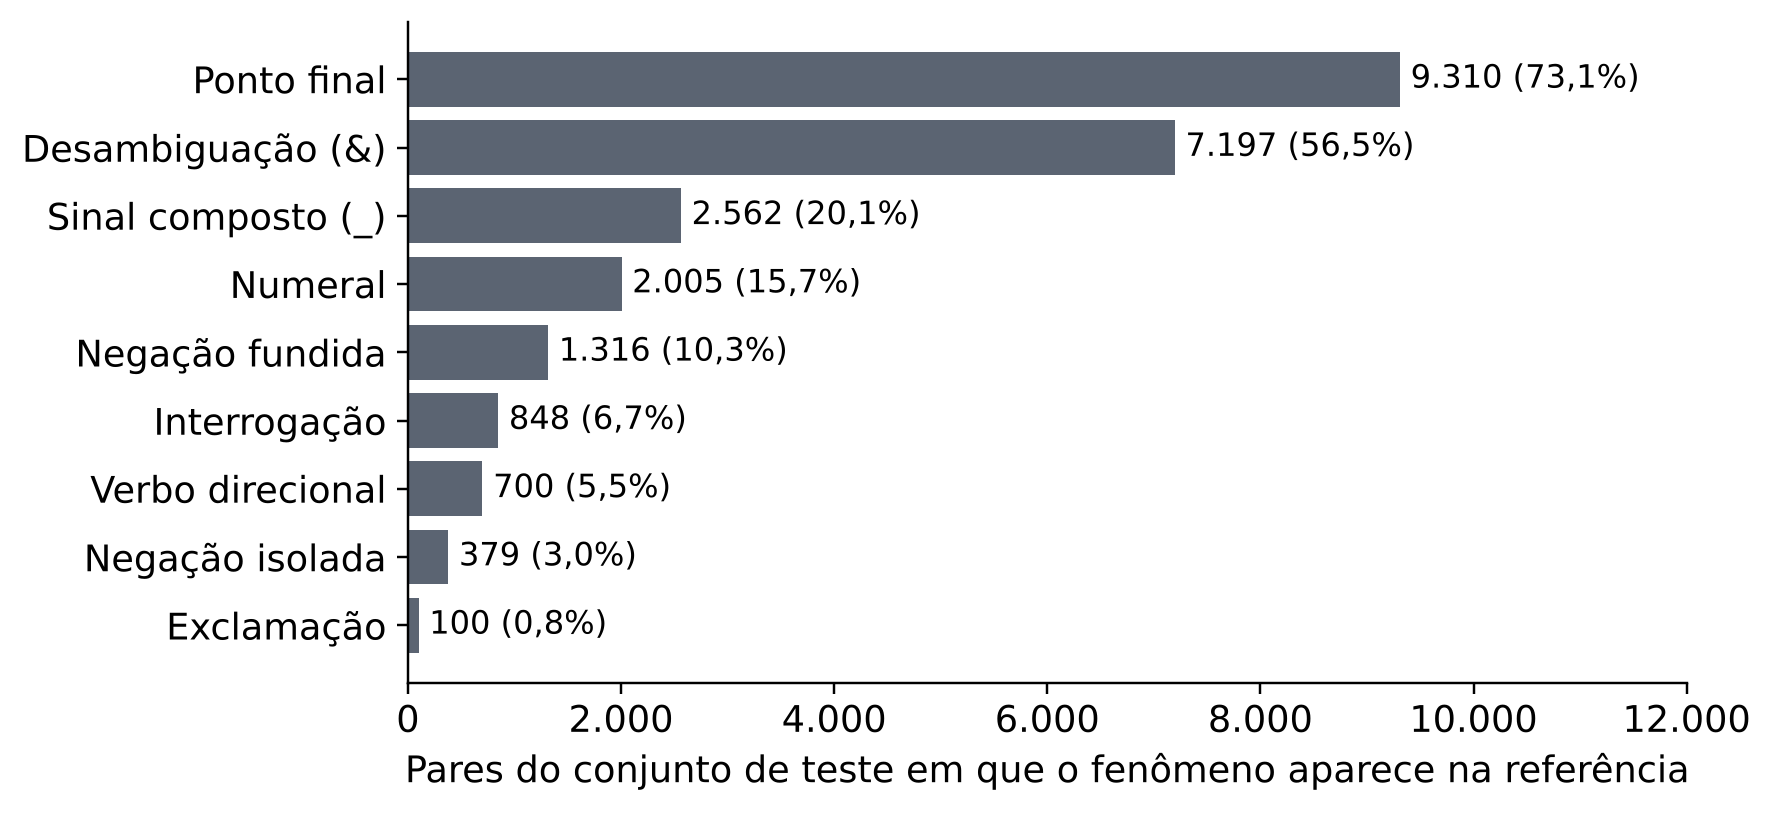 Ponto final 9.310 (73,1%)
Desambiguação (&) 7.197 (56,5%)
Sinal composto (_) 2.562 (20,1%)
Numeral 2.005 (15,7%)
Negação fundida 1.316 (10,3%)
Interrogação 848 (6,7%)
Verbo direcional 700 (5,5%)
Negação isolada 379 (3,0%)
Exclamação 100 (0,8%)
0 2.000 4.000 6.000 8.000 10.000 12.000
Pares do conjunto de teste em que o fenômeno aparece na referência